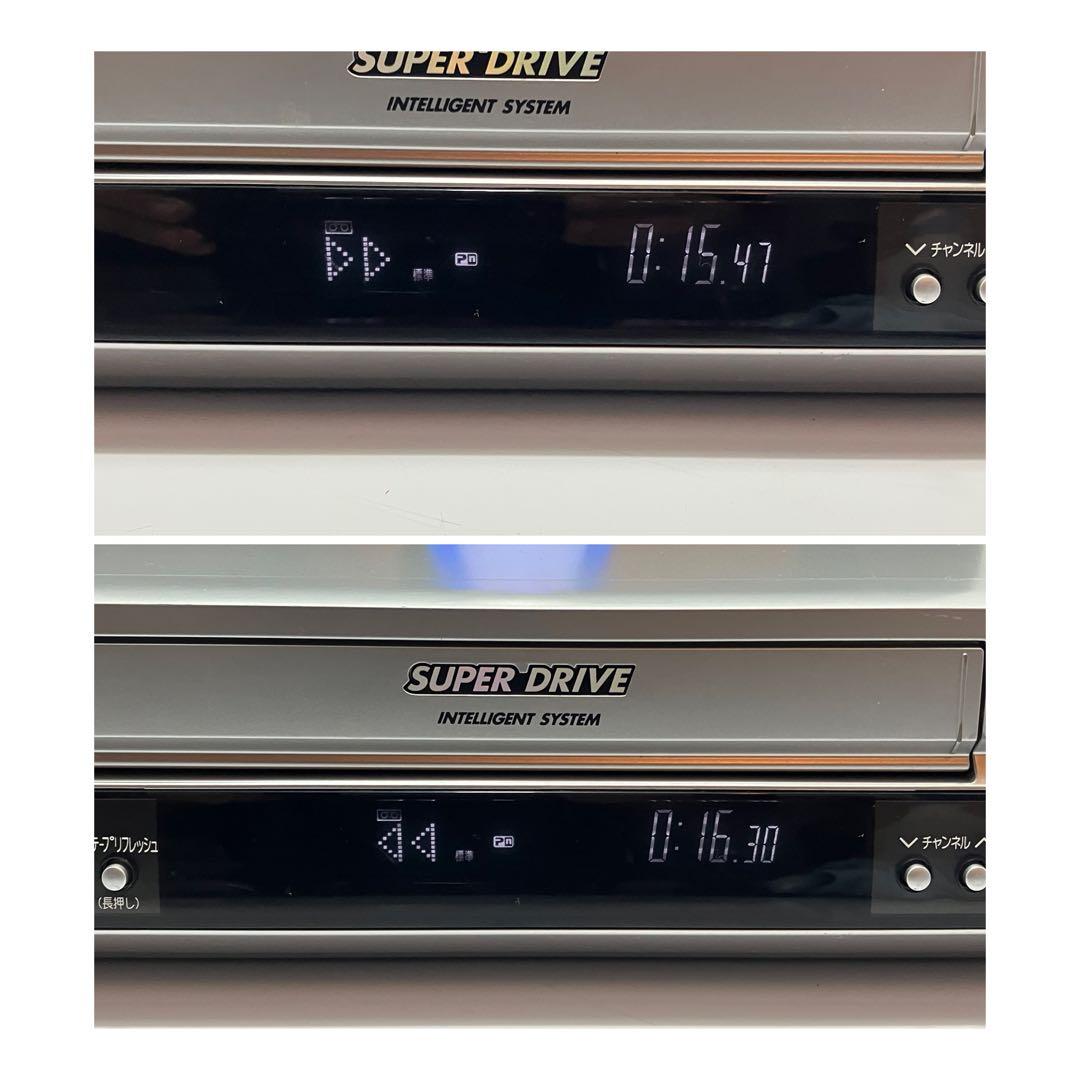 SUPER DRIVE
INTELLIGENT SYSTEM
標準 0:15.47
チャンネル
SUPER DRIVE
INTELLIGENT SYSTEM
テープリフレッシュ
(長押し)
標準 0:16.30
チャンネル